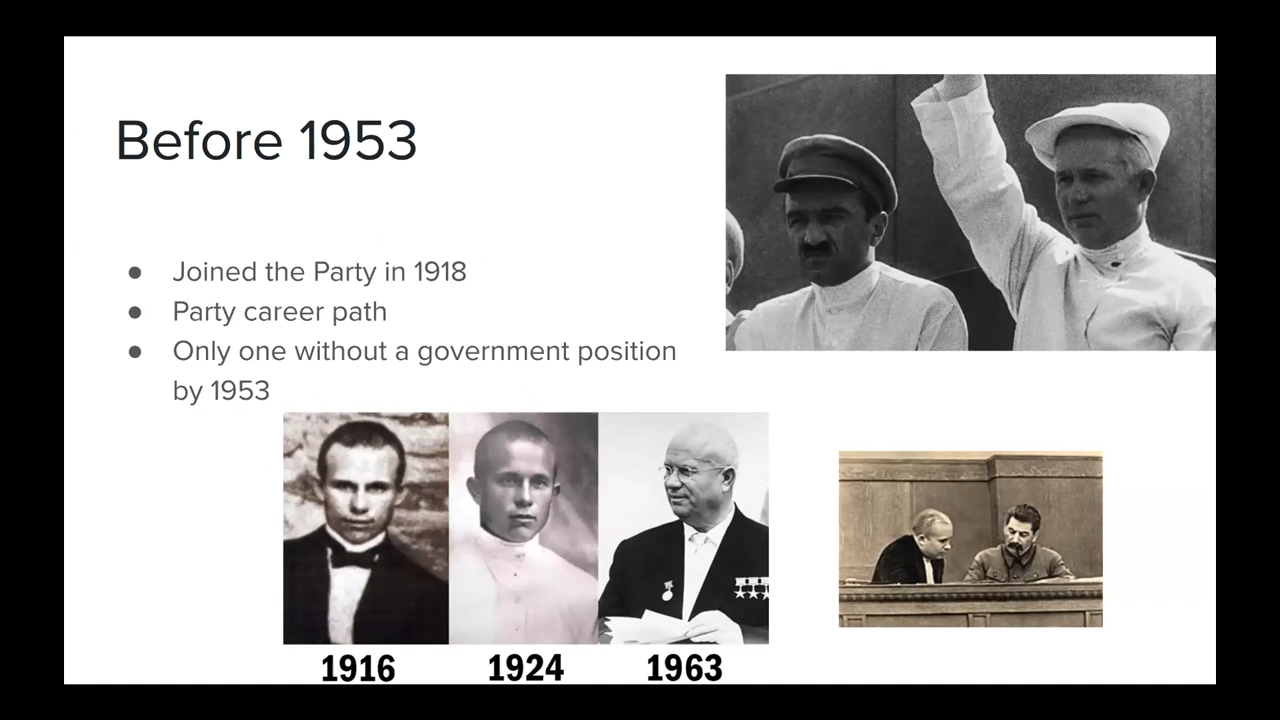 Before 1953
● Joined the Party in 1918
● Party career path
● Only one without a government position
by 1953
1916 1924 1963